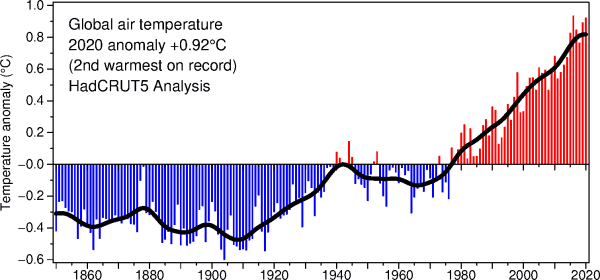 Global air temperature
2020 anomaly +0.92°C
(2nd warmest on record)
HadCRUT5 Analysis
Temperature anomaly (°C)
1.0
0.8
0.6
0.4
0.2
−0.0
−0.2
−0.4
−0.6
1860 1880 1900 1920 1940 1960 1980 2000 2020